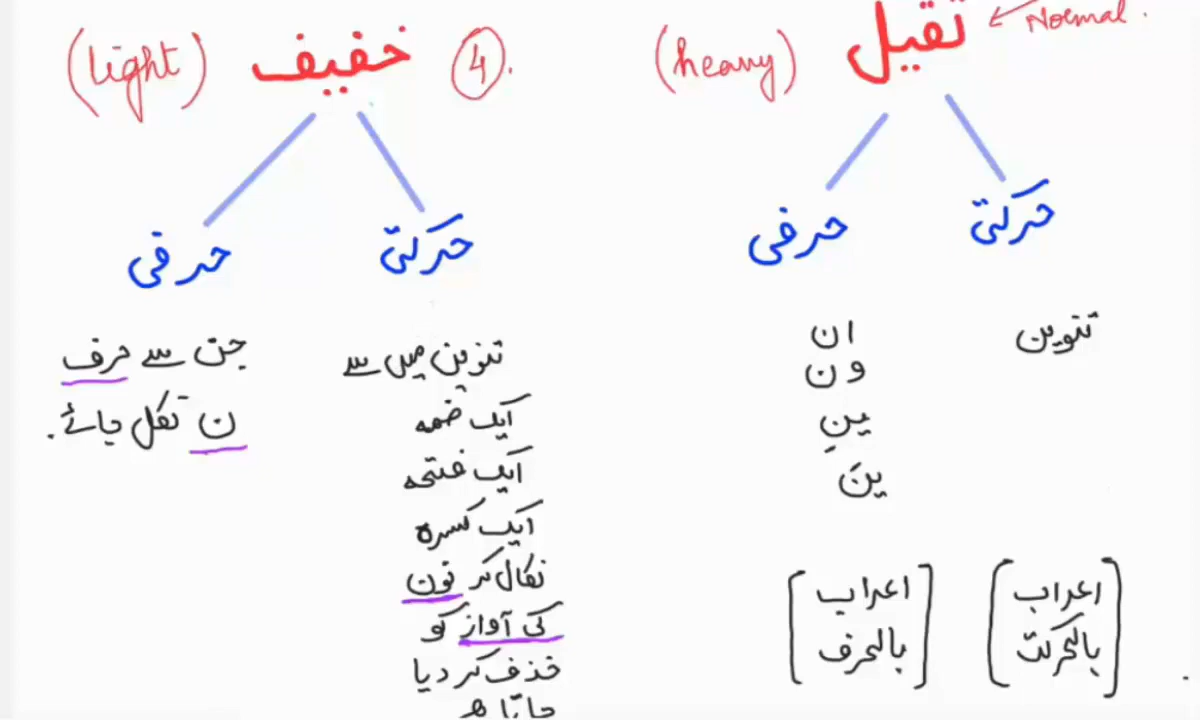 ثقیل (heavy) ← Normal.
④. خفیف (light)
حرکتی
حرفی
تنوین
ان
ون
ینِ
ینَ
[اعراب بالحرکت]
[اعراب بالحرف]
حرکتی
حرفی
تنوین میں سے
ایک ضمہ
ایک فتحہ
ایک کسرہ
نکال کر نون
کی آواز کو
خذف کر دیا
جاتا ھ
جن سے حرف
ن نکل جائے.